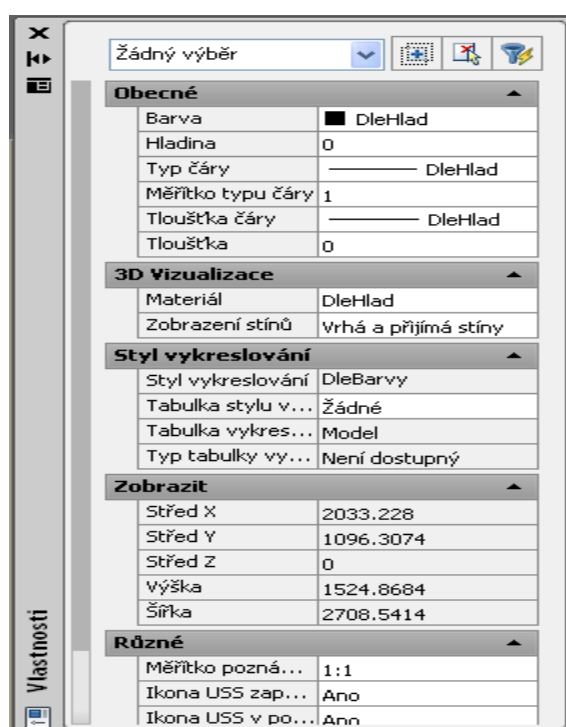 Žádný výběr
Obecné
Barva DleHlad
Hladina 0
Typ čáry DleHlad
Měřítko typu čáry 1
Tloušťka čáry DleHlad
Tloušťka 0
3D Vizualizace
Materiál DleHlad
Zobrazení stínů Vrhá a přijímá stíny
Styl vykreslování
Styl vykreslování DleBarvy
Tabulka stylu v... Žádné
Tabulka vykres... Model
Typ tabulky vy... Není dostupný
Zobrazit
Střed X 2033.228
Střed Y 1096.3074
Střed Z 0
Výška 1524.8684
Šířka 2708.5414
Různé
Měřítko pozná... 1:1
Ikona USS zap... Ano
Ikona USS v po... Ano
Vlastnosti